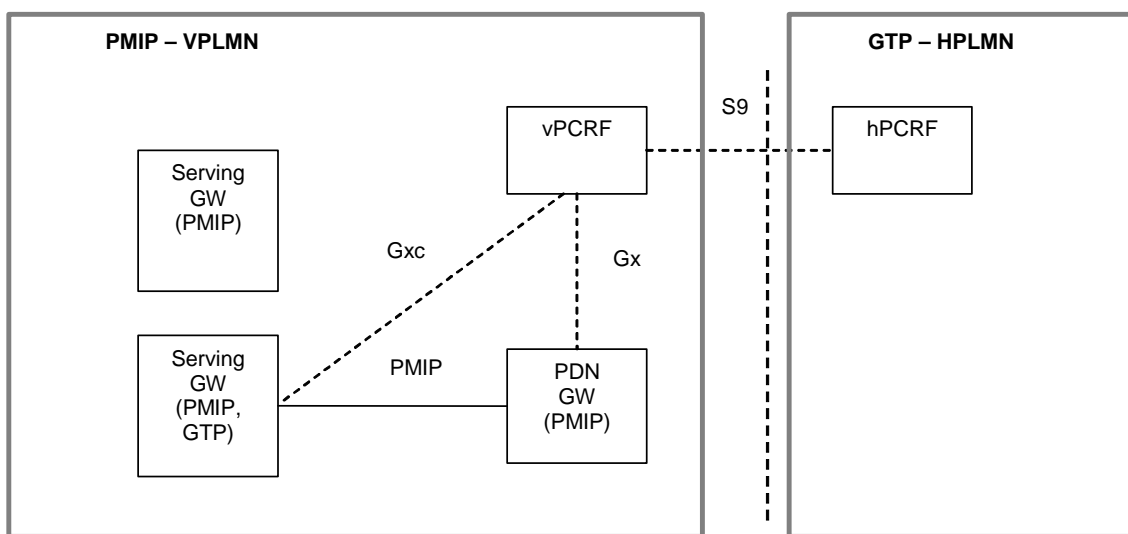 PMIP – VPLMN
GTP – HPLMN
S9
vPCRF
hPCRF
Serving
GW
(PMIP)
Gxc
Gx
Serving
GW
(PMIP,
GTP)
PMIP
PDN
GW
(PMIP)